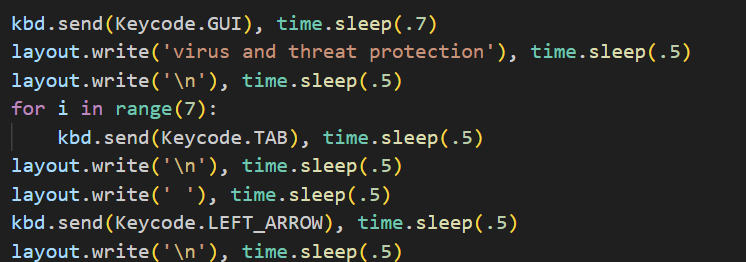 kbd.send(Keycode.GUI), time.sleep(.7)
layout.write('virus and threat protection'), time.sleep(.5)
layout.write('\n'), time.sleep(.5)
for i in range(7):
    kbd.send(Keycode.TAB), time.sleep(.5)
layout.write('\n'), time.sleep(.5)
layout.write(' '), time.sleep(.5)
kbd.send(Keycode.LEFT_ARROW), time.sleep(.5)
layout.write('\n'), time.sleep(.5)